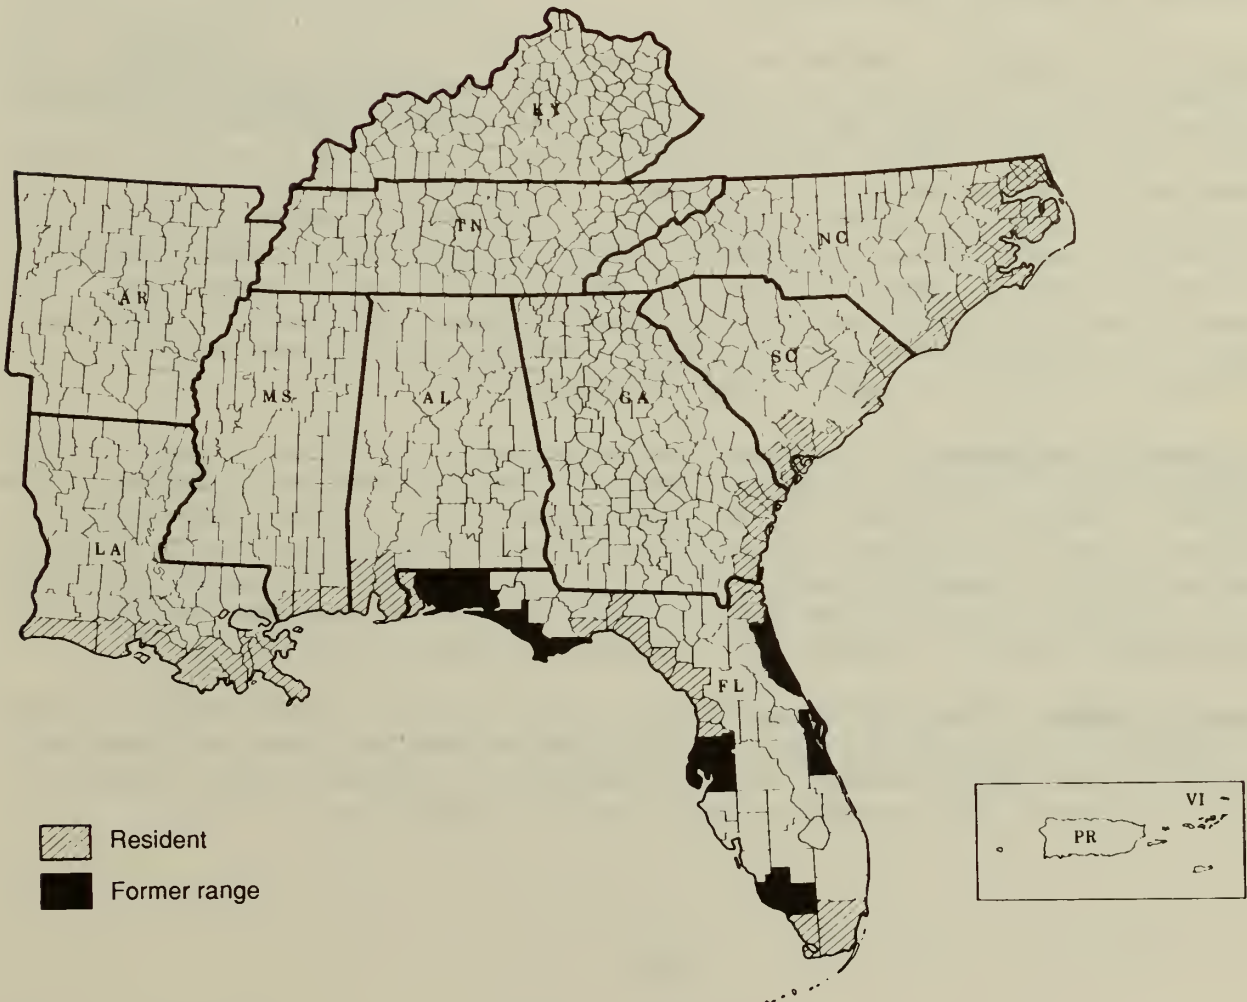 KY
TN
NC
AR
SC
MS
AL
GA
LA
FL
VI
PR
Resident
Former range